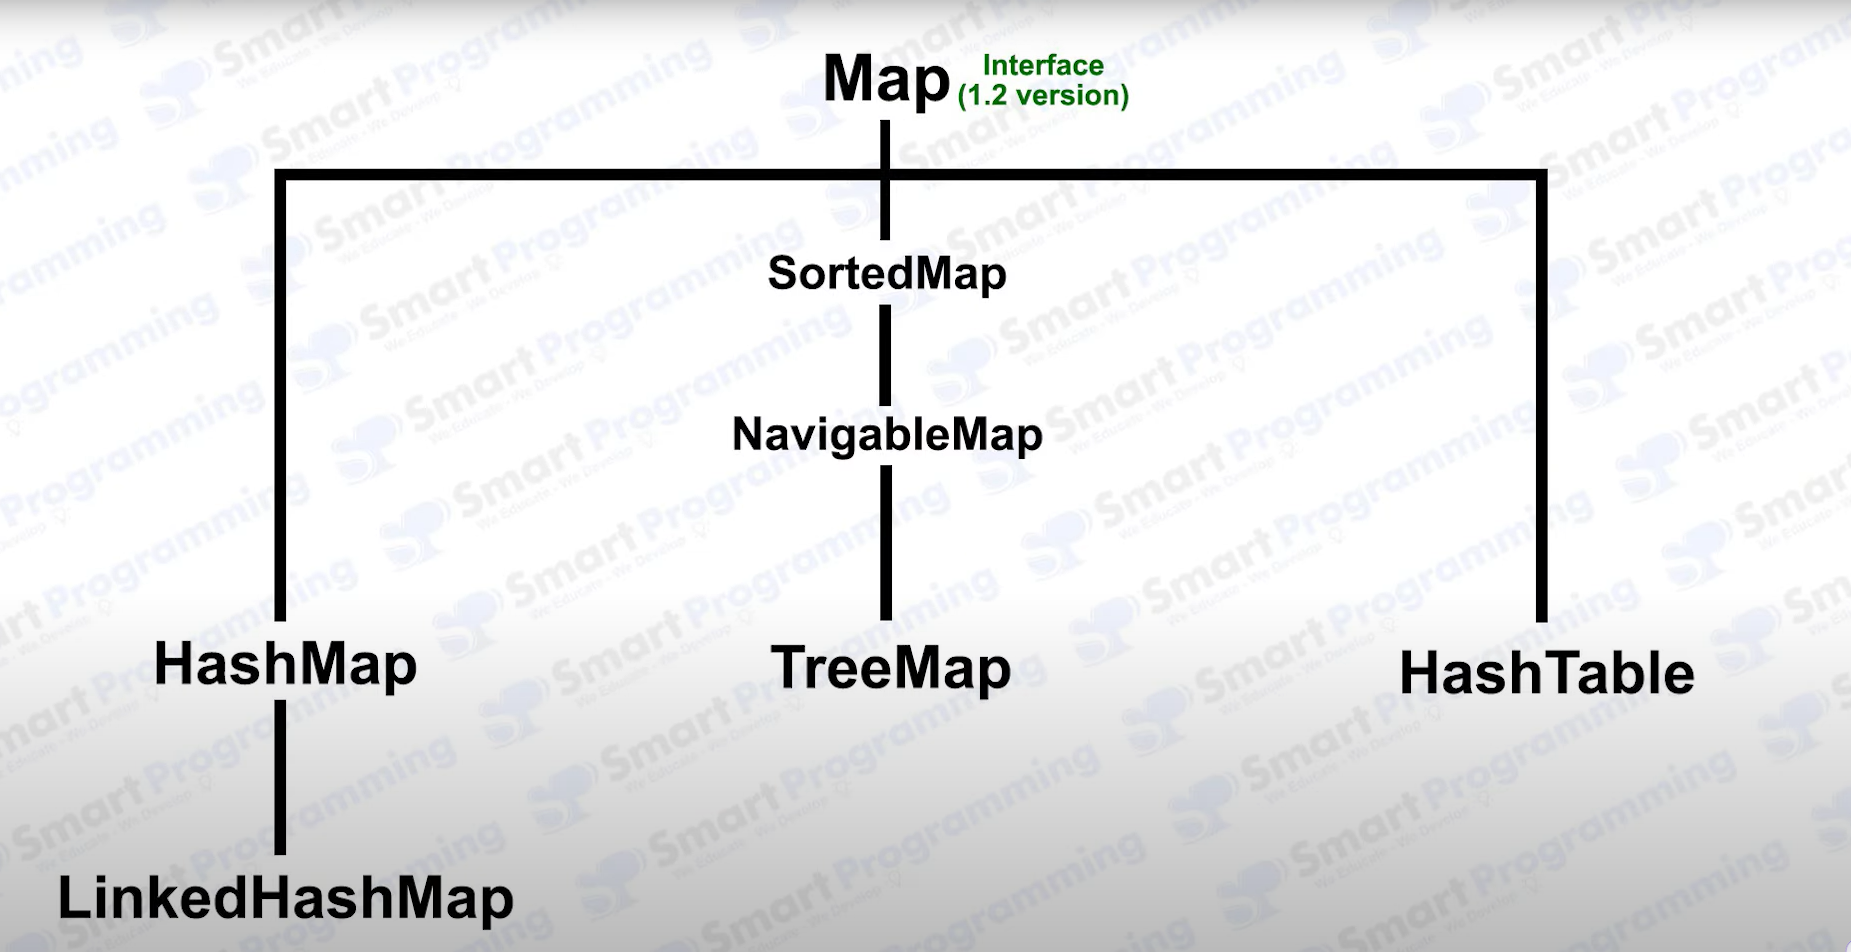 Map
Interface
(1.2 version)
SortedMap
NavigableMap
HashMap
TreeMap
HashTable
LinkedHashMap
Smart Programming
We Educate - We Develop